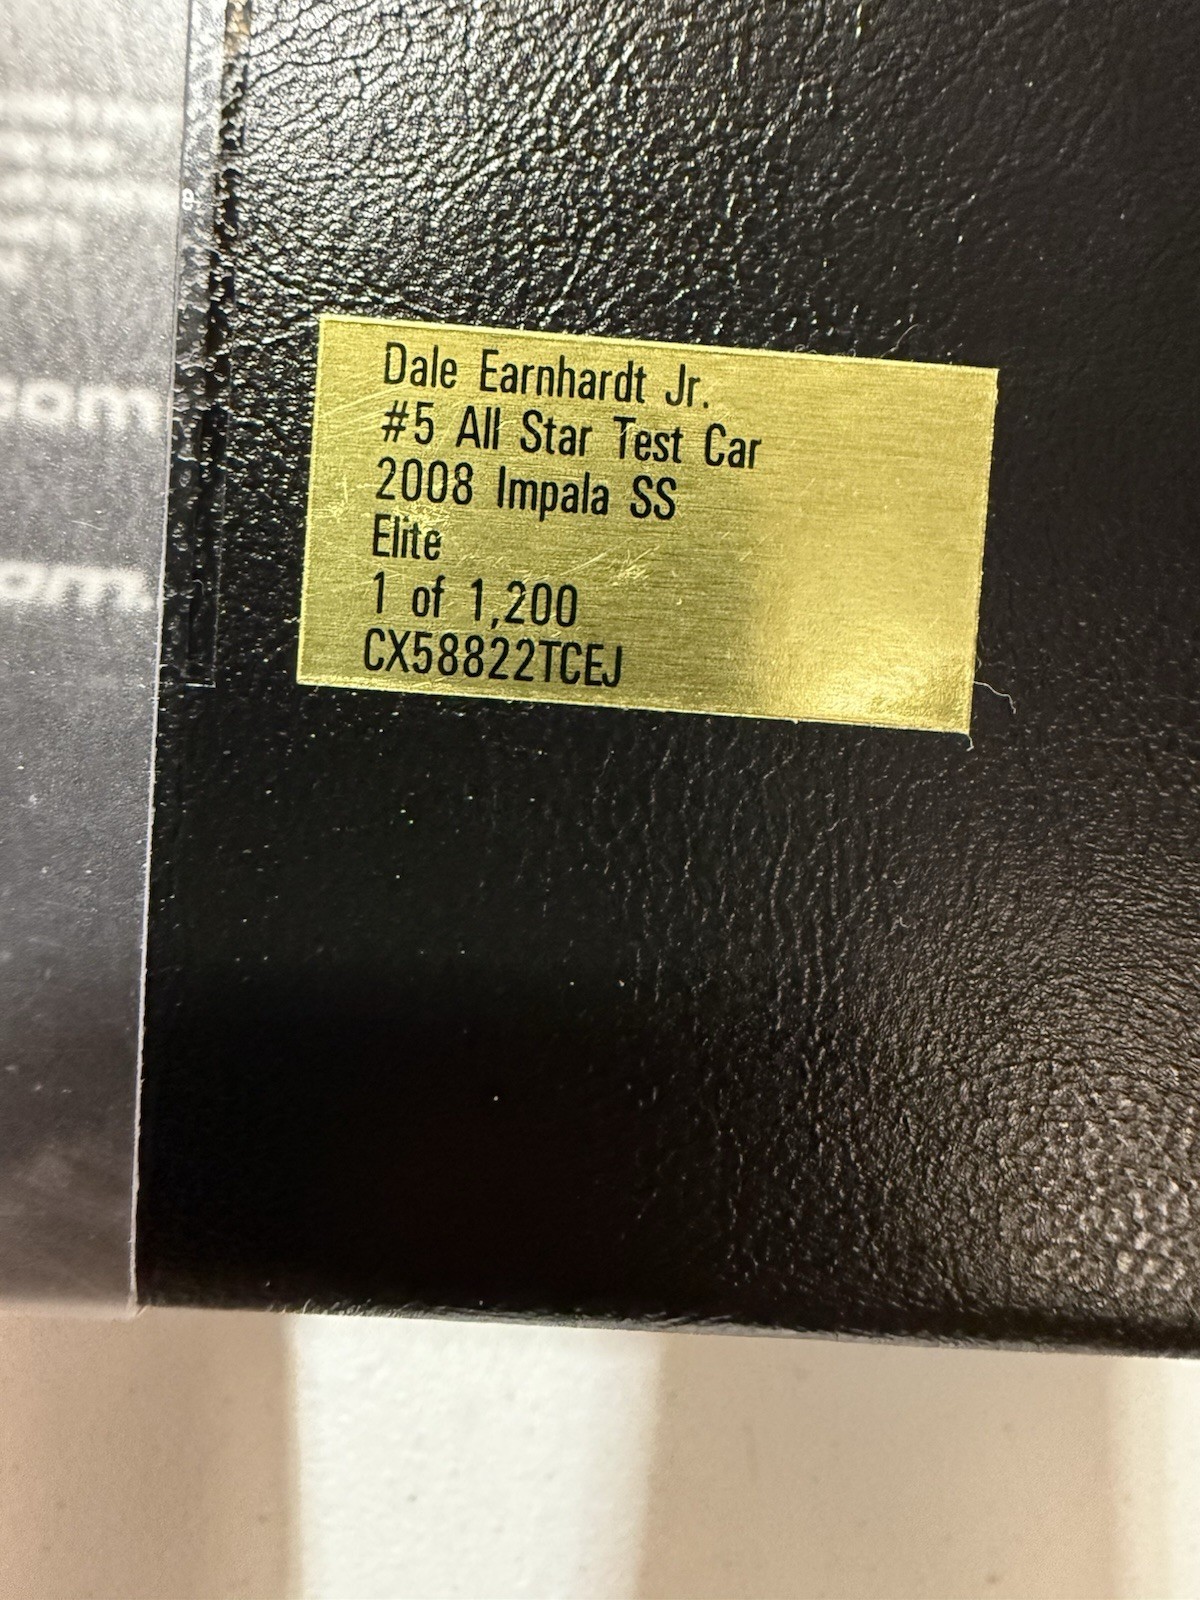 Dale Earnhardt Jr.
#5 All Star Test Car
2008 Impala SS
Elite
1 of 1,200
CX58822TCEJ